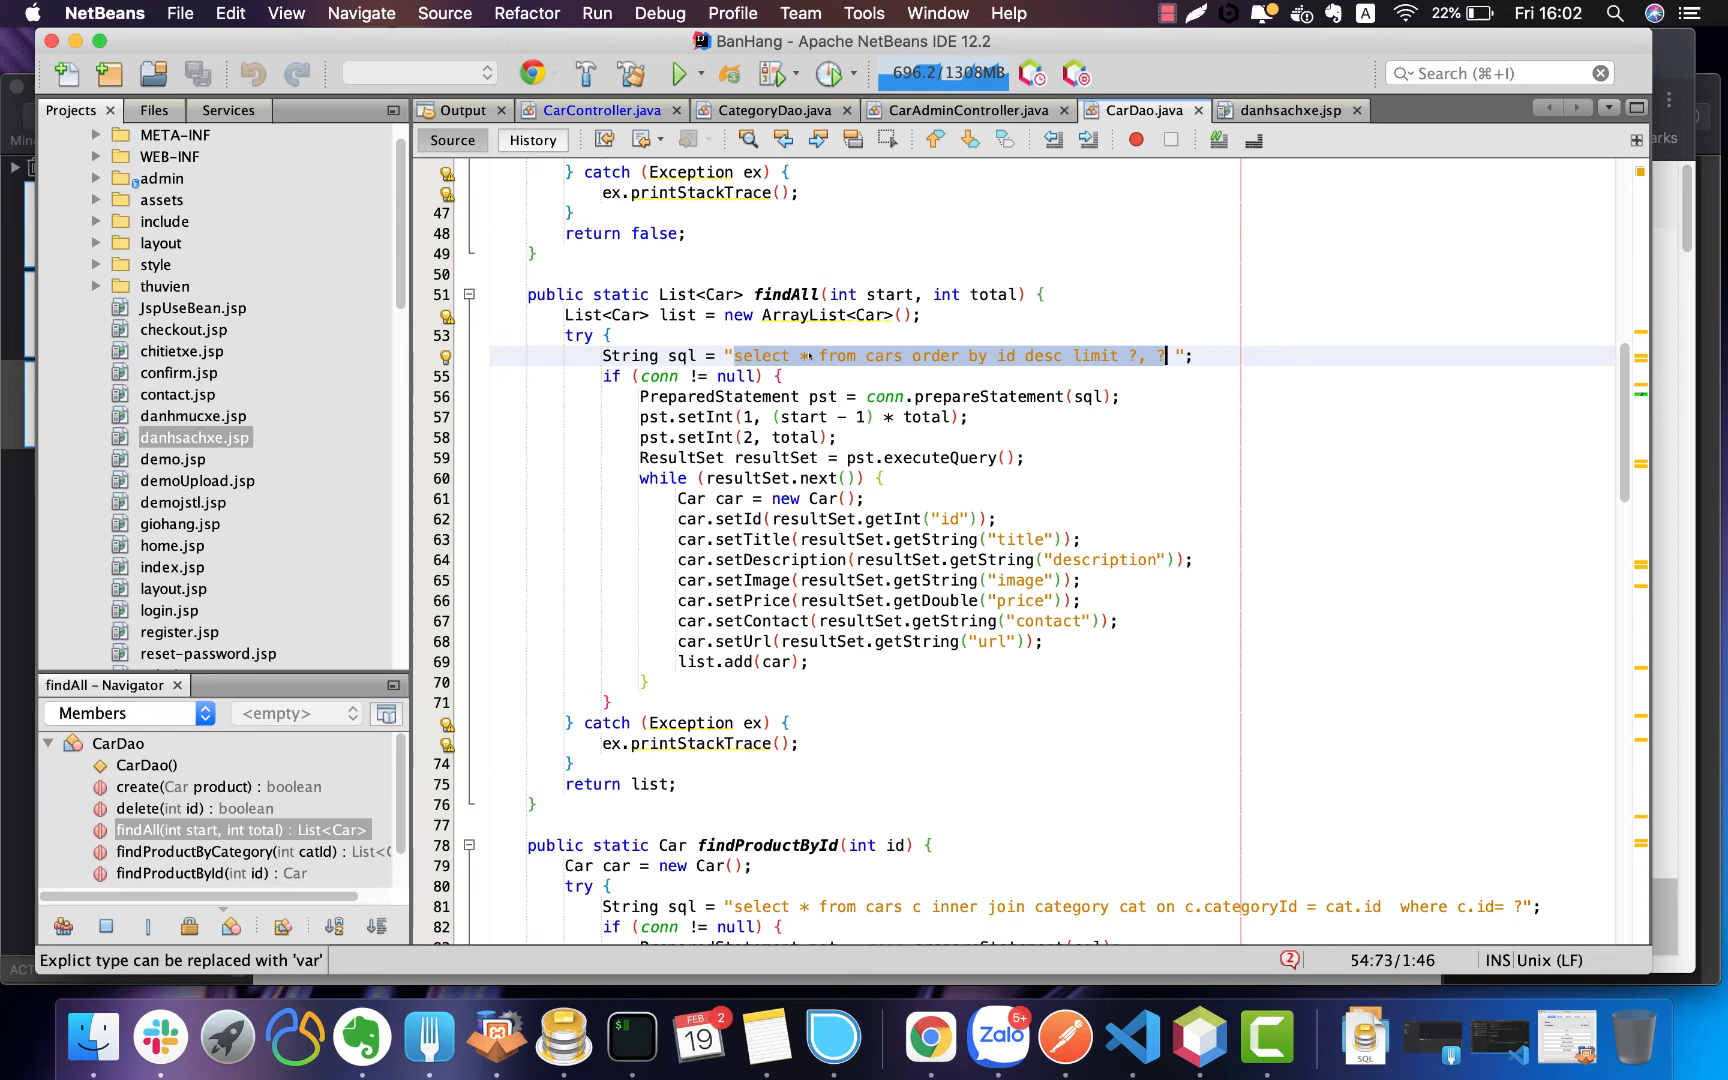 NetBeans File Edit View Navigate Source Refactor Run Debug Profile Team Tools Window Help A 22% Fri 16:02
BanHang - Apache NetBeans IDE 12.2
696.2/1308MB Search (⌘+I)
Projects Files Services Output CarController.java CategoryDao.java CarAdminController.java CarDao.java danhsachxe.jsp
Source History
META-INF
WEB-INF
admin
assets
include
layout
style
thuvien
JspUseBean.jsp
checkout.jsp
chitietxe.jsp
confirm.jsp
contact.jsp
danhmucxe.jsp
danhsachxe.jsp
demo.jsp
demoUpload.jsp
demojstl.jsp
giohang.jsp
home.jsp
index.jsp
layout.jsp
login.jsp
register.jsp
reset-password.jsp
findAll - Navigator
Members <empty>
CarDao
CarDao()
create(Car product) : boolean
delete(int id) : boolean
findAll(int start, int total) : List<Car>
findProductByCategory(int catId) : List<C
findProductById(int id) : Car
} catch (Exception ex) {
ex.printStackTrace();
47 }
48 return false;
49 }
50
51 public static List<Car> findAll(int start, int total) {
List<Car> list = new ArrayList<Car>();
53 try {
String sql = "select * from cars order by id desc limit ?, ? ";
55 if (conn != null) {
56 PreparedStatement pst = conn.prepareStatement(sql);
57 pst.setInt(1, (start - 1) * total);
58 pst.setInt(2, total);
59 ResultSet resultSet = pst.executeQuery();
60 while (resultSet.next()) {
61 Car car = new Car();
62 car.setId(resultSet.getInt("id"));
63 car.setTitle(resultSet.getString("title"));
64 car.setDescription(resultSet.getString("description"));
65 car.setImage(resultSet.getString("image"));
66 car.setPrice(resultSet.getDouble("price"));
67 car.setContact(resultSet.getString("contact"));
68 car.setUrl(resultSet.getString("url"));
69 list.add(car);
70 }
71 }
} catch (Exception ex) {
ex.printStackTrace();
74 }
75 return list;
76 }
77
78 public static Car findProductById(int id) {
79 Car car = new Car();
80 try {
81 String sql = "select * from cars c inner join category cat on c.categoryId = cat.id  where c.id= ?";
82 if (conn != null) {
Explict type can be replaced with 'var' 2 54:73/1:46 INS Unix (LF)
FEB 2
19
Zalo 5+
SQL